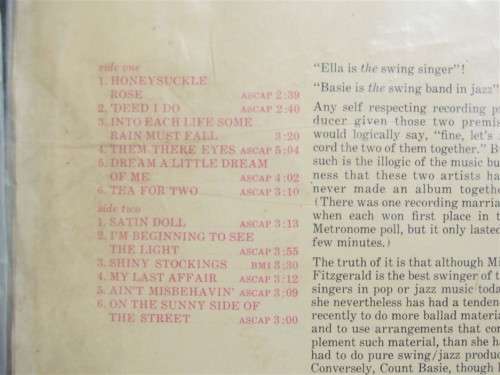 side one
1. HONEYSUCKLE
ROSE ASCAP 2:39
2. 'DEED I DO ASCAP 2:40
3. INTO EACH LIFE SOME
RAIN MUST FALL 3:20
4. THEM THERE EYES ASCAP 5:04
5. DREAM A LITTLE DREAM
OF ME ASCAP 4:02
6. TEA FOR TWO ASCAP 3:10
side two
1. SATIN DOLL ASCAP 3:13
2. I'M BEGINNING TO SEE
THE LIGHT ASCAP 3:55
3. SHINY STOCKINGS BMI 3:30
4. MY LAST AFFAIR ASCAP 3:12
5. AIN'T MISBEHAVIN' ASCAP 3:09
6. ON THE SUNNY SIDE OF
THE STREET ASCAP 3:00
"Ella is the swing singer"!
"Basie is the swing band in jazz"
Any self respecting recording p
ducer given those two premis
would logically say, "fine, let's
cord the two of them together." B
such is the illogic of the music bu
ness that these two artists ha
never made an album togethe
(There was one recording marria
when each won first place in t
Metronome poll, but it only lasted
few minutes.)
The truth of it is that although Mi
Fitzgerald is the best swinger of t
singers in pop or jazz music toda
she nevertheless has had a tenden
recently to do more ballad materia
and to use arrangements that com
plement such material, than she h
had to do pure swing/jazz produc
Conversely, Count Basie, though